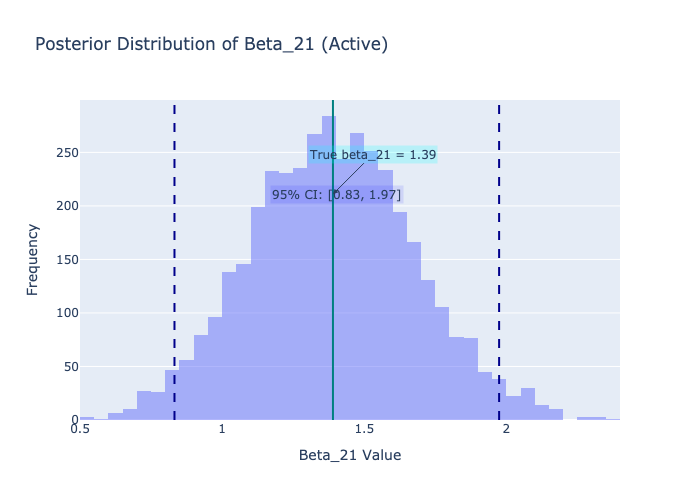 Posterior Distribution of Beta_21 (Active)
250
200
150
100
50
0
Frequency
True beta_21 = 1.39
95% CI: [0.83, 1.97]
0.5
1
1.5
2
Beta_21 Value